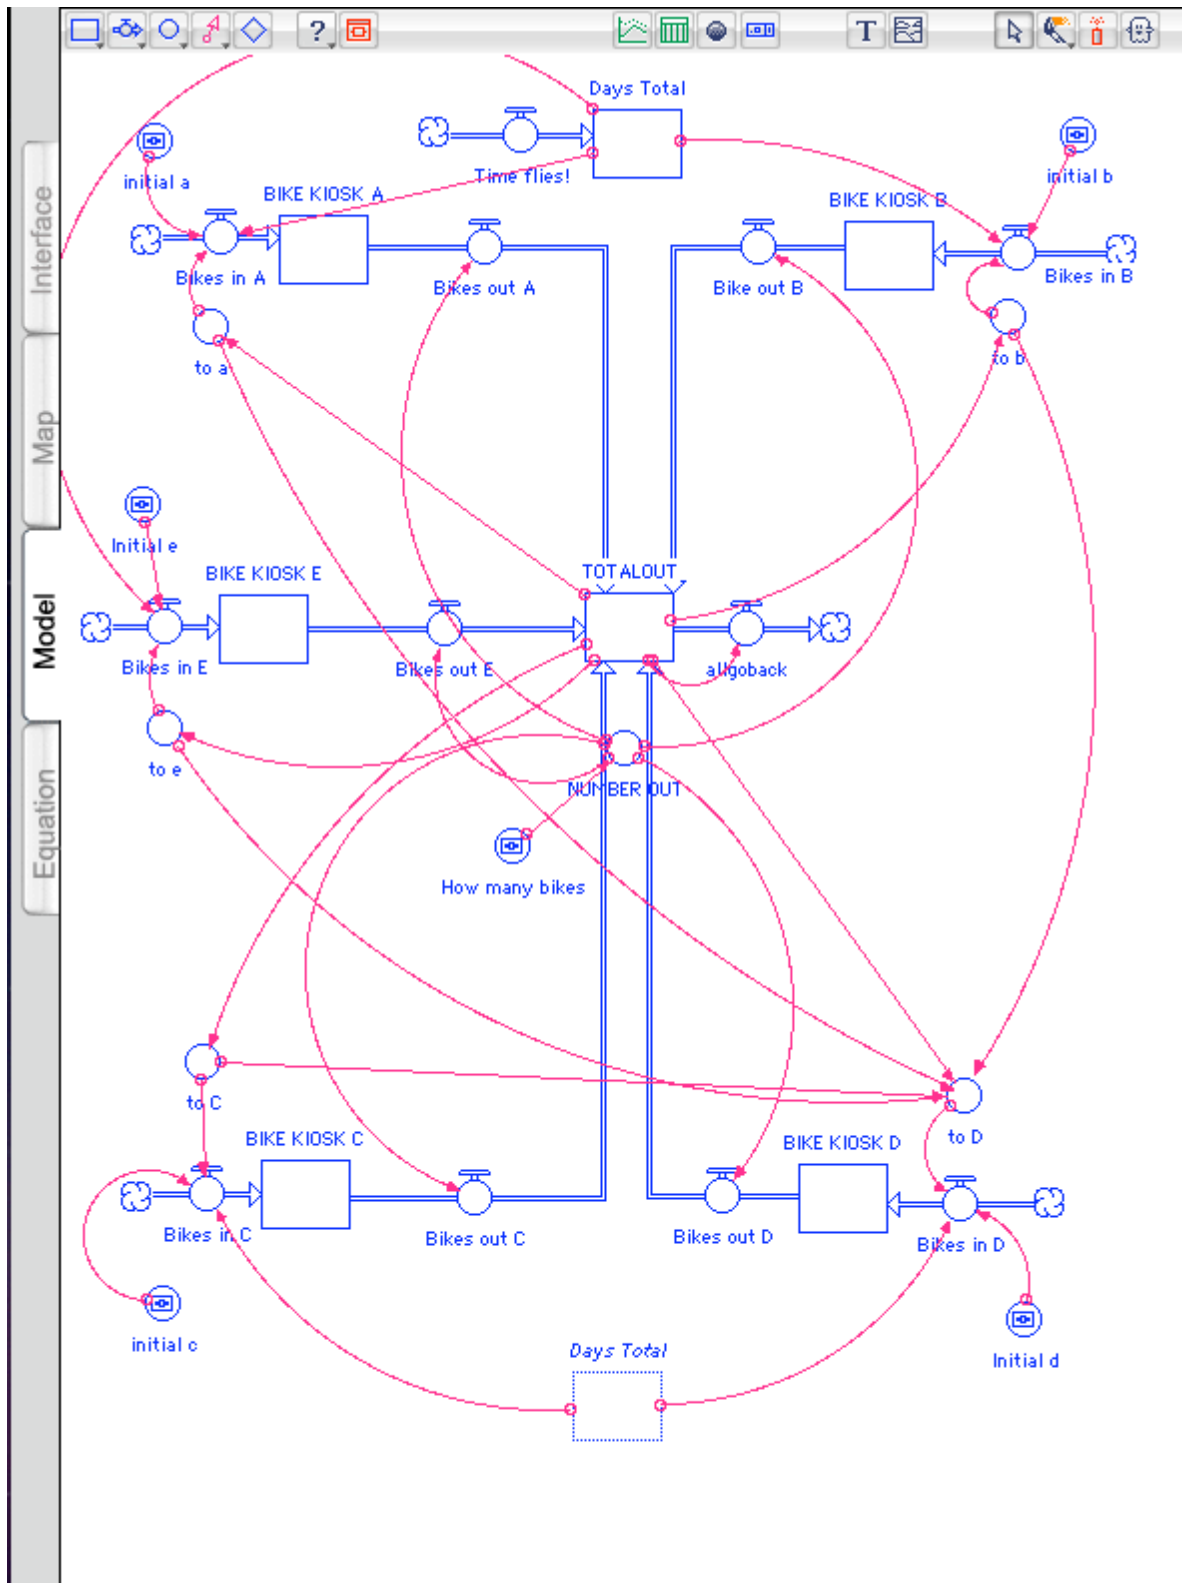 ?
T
Interface
Map
Model
Equation
Days Total
initial a
Time flies!
initial b
BIKE KIOSK A
BIKE KIOSK B
Bikes in A
Bikes out A
Bike out B
Bikes in B
to a
to b
Initial e
BIKE KIOSK E
TOTALOUT
Bikes in E
Bikes out E
allgoback
to e
NUMBER OUT
How many bikes
to C
to D
BIKE KIOSK C
BIKE KIOSK D
Bikes in C
Bikes out C
Bikes out D
Bikes in D
initial c
Days Total
Initial d